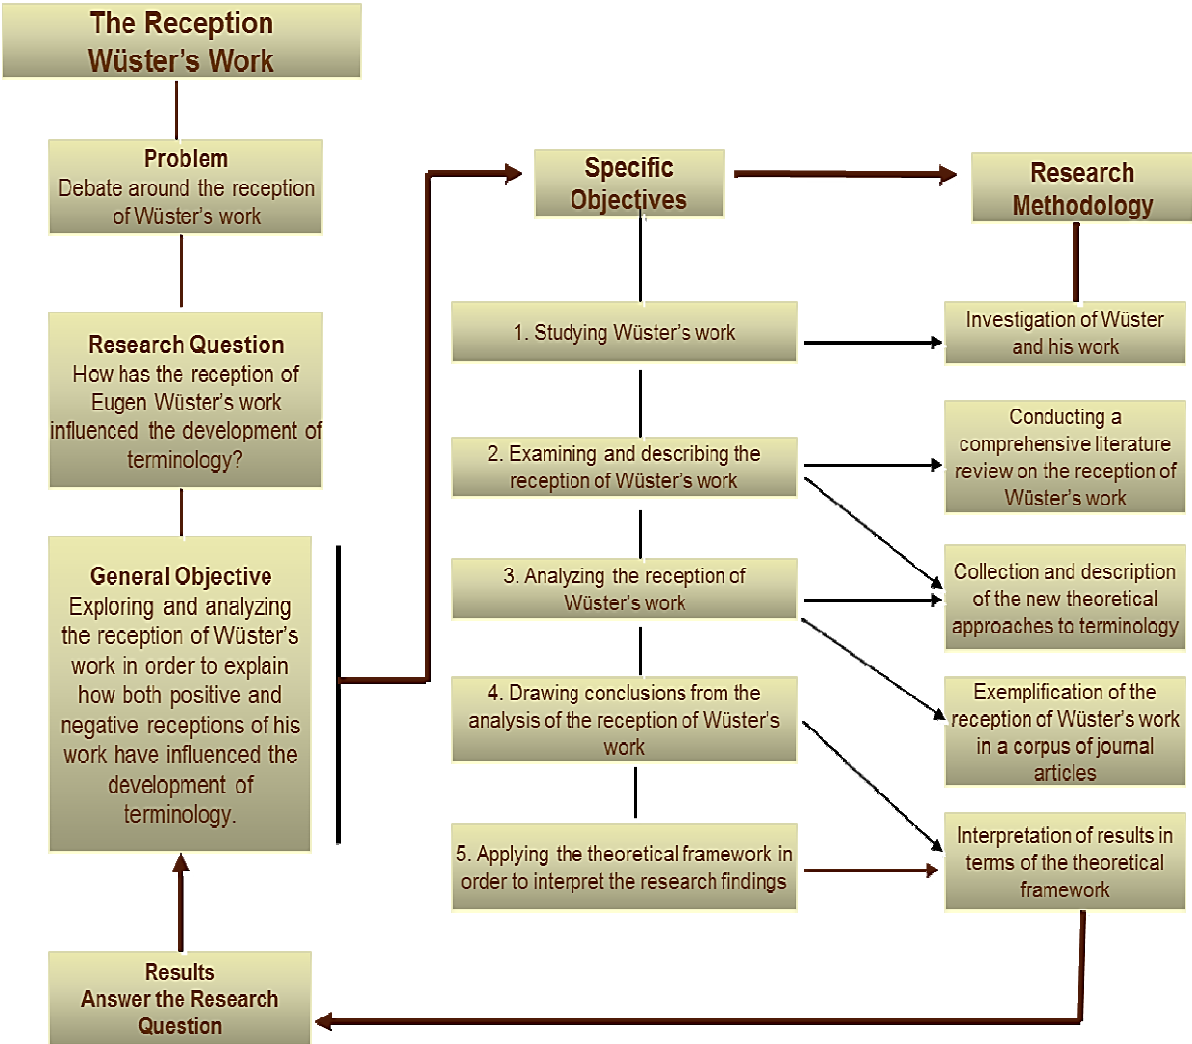 The Reception
Wüster's Work
Problem
Debate around the reception
of Wüster's work
Research Question
How has the reception of
Eugen Wüster's work
influenced the development of
terminology?
General Objective
Exploring and analyzing
the reception of Wüster's
work in order to explain
how both positive and
negative receptions of his
work have influenced the
development of
terminology.
Results
Answer the Research
Question
Specific
Objectives
1. Studying Wüster's work
2. Examining and describing the
reception of Wüster's work
3. Analyzing the reception of
Wüster's work
4. Drawing conclusions from the
analysis of the reception of Wüster's
work
5. Applying the theoretical framework in
order to interpret the research findings
Research
Methodology
Investigation of Wüster
and his work
Conducting a
comprehensive literature
review on the reception of
Wüster's work
Collection and description
of the new theoretical
approaches to terminology
Exemplification of the
reception of Wüster's work
in a corpus of journal
articles
Interpretation of results in
terms of the theoretical
framework